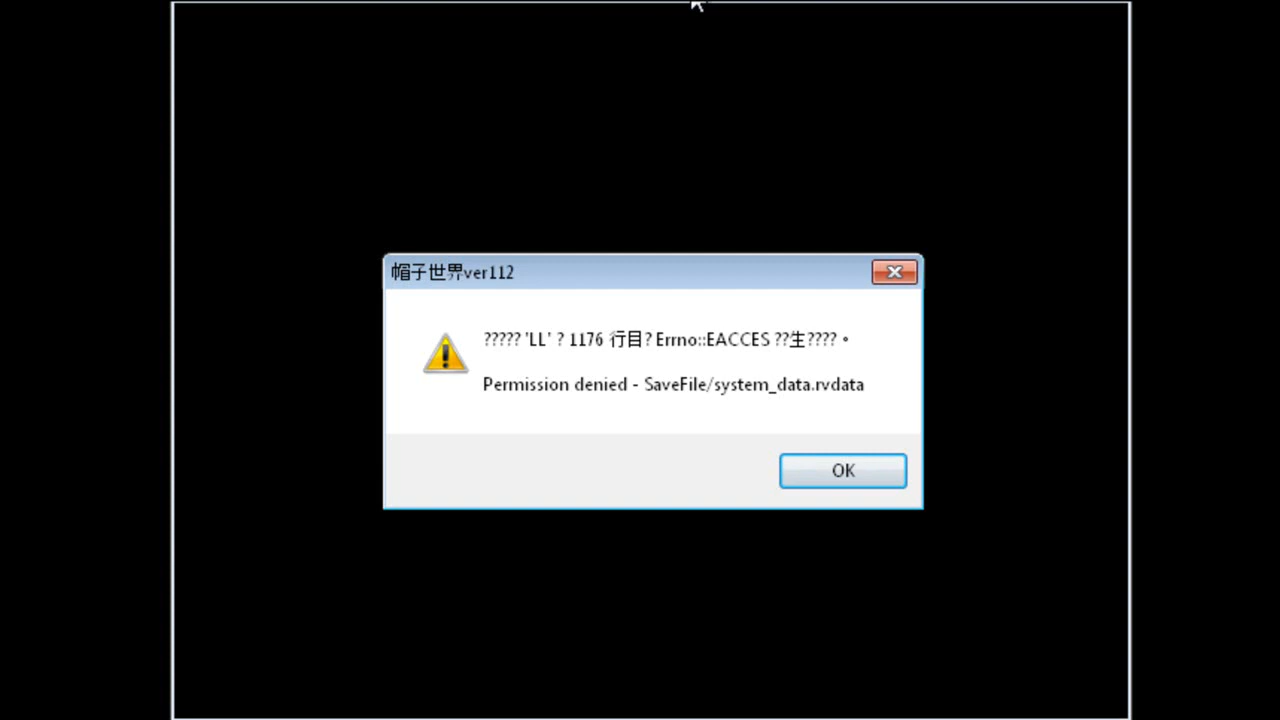 帽子世界ver112
????? 'LL' ? 1176 行目? Errno::EACCES ??生????。
Permission denied - SaveFile/system_data.rvdata
OK